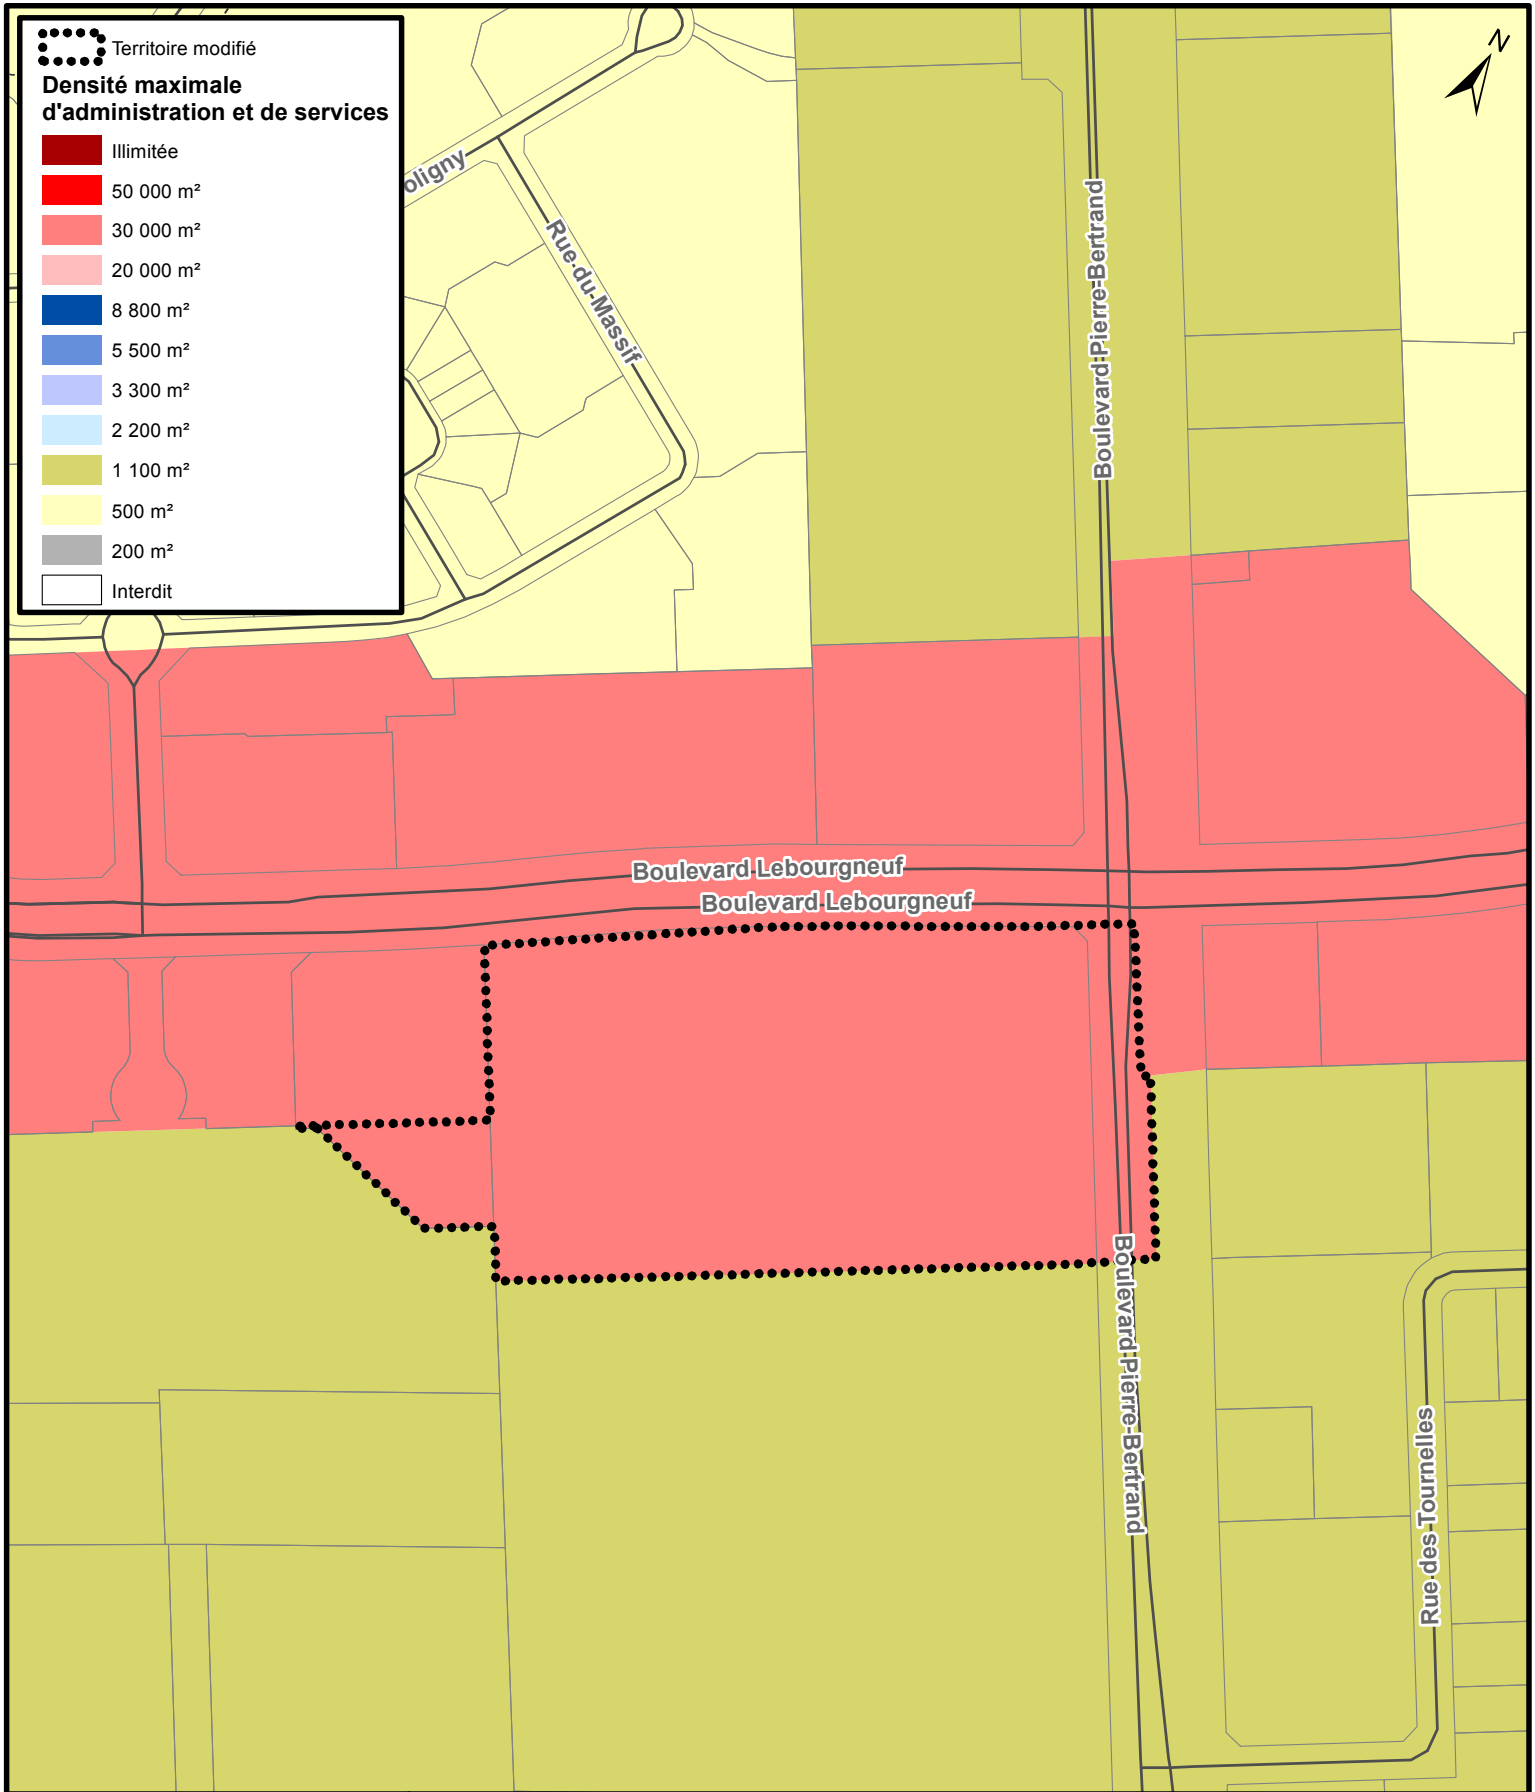 Territoire modifié
Densité maximale
d'administration et de services
Illimitée
50 000 m²
30 000 m²
20 000 m²
8 800 m²
5 500 m²
3 300 m²
2 200 m²
1 100 m²
500 m²
200 m²
Interdit
N
oligny
Rue du Massif
Boulevard Pierre-Bertrand
Boulevard Lebourgneuf
Boulevard Lebourgneuf
Boulevard Pierre-Bertrand
Rue des Tournelles